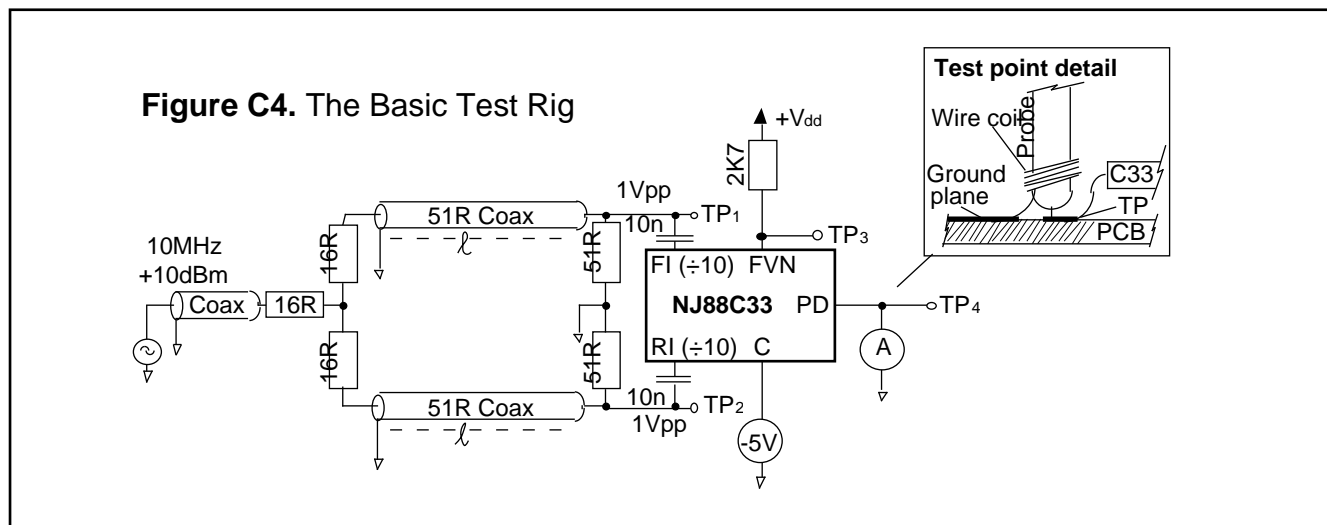 Figure C4. The Basic Test Rig
10MHz
+10dBm
Coax
16R
16R
16R
51R Coax
ℓ
51R Coax
ℓ
51R
51R
1Vpp
10n
TP1
10n
TP2
1Vpp
+Vdd
2K7
TP3
FI (÷10) FVN
NJ88C33 PD
RI (÷10) C
-5V
A
TP4
Test point detail
Probe
Wire coil
Ground
plane
C33
TP
PCB